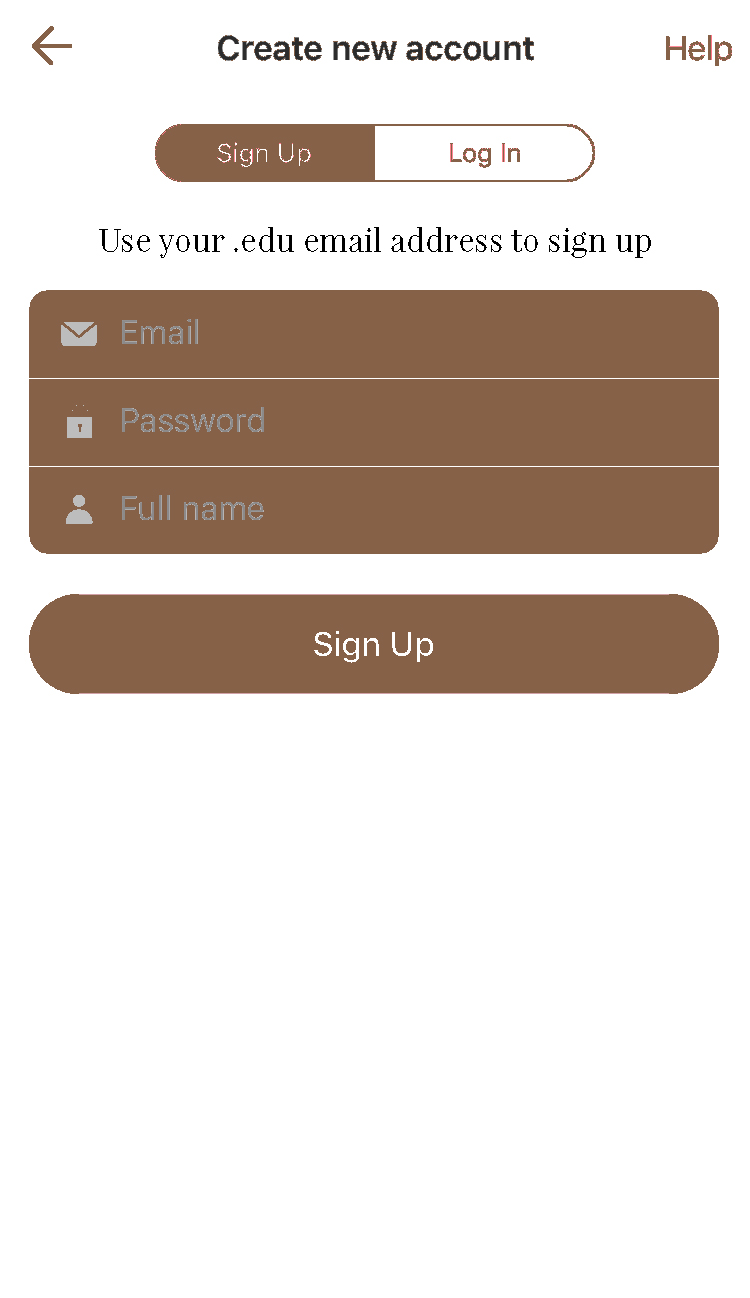 Create new account Help
Sign Up Log In
Use your .edu email address to sign up
Email
Password
Full name
Sign Up